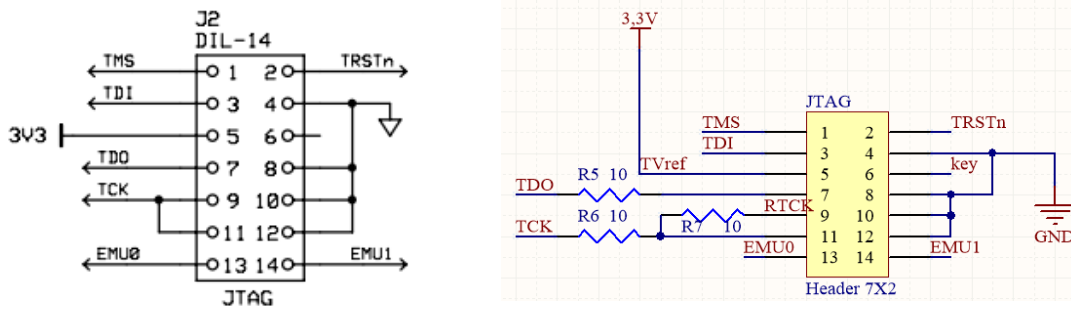 J2
DIL-14
TMS 1 2 TRSTn
TDI 3 4
3V3 5 6
TDO 7 8
TCK 9 10
11 12
EMU0 13 14 EMU1
JTAG
3,3V
JTAG
TMS 1 2 TRSTn
TDI 3 4
TVref 5 6 key
TDO R5 10 7 8
RTCK 9 10
TCK R6 10 R7 10 11 12
EMU0 13 14 EMU1
GND
Header 7X2